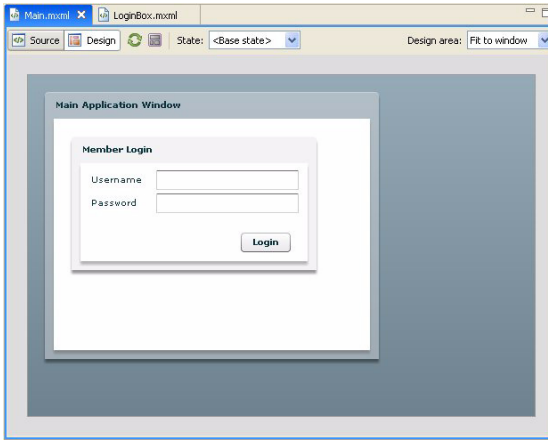 Main.mxml LoginBox.mxml
Source Design State: <Base state> Design area: Fit to window
Main Application Window
Member Login
Username
Password
Login